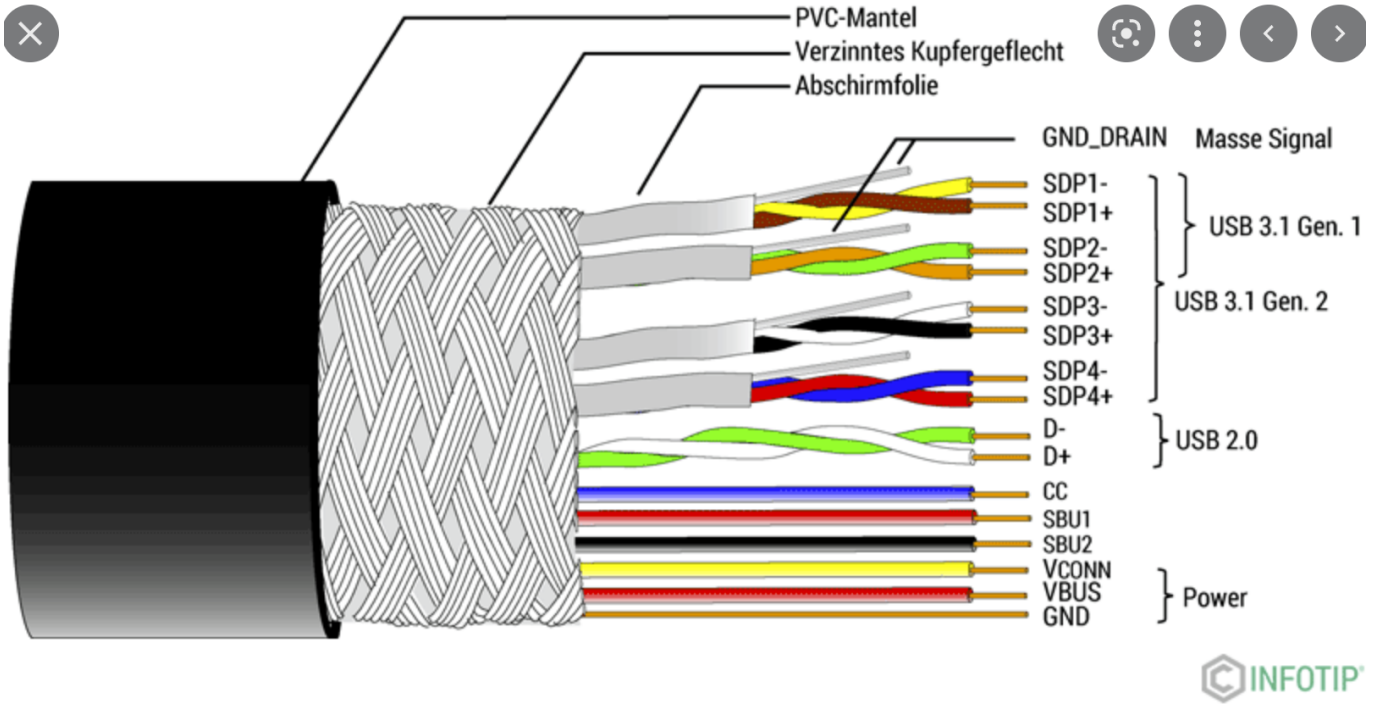 PVC-Mantel
Verzinntes Kupfergeflecht
Abschirmfolie
GND_DRAIN Masse Signal
SDP1-
SDP1+
USB 3.1 Gen. 1
SDP2-
SDP2+
USB 3.1 Gen. 2
SDP3-
SDP3+
SDP4-
SDP4+
D-
USB 2.0
D+
CC
SBU1
SBU2
VCONN
VBUS
Power
GND
INFOTIP®